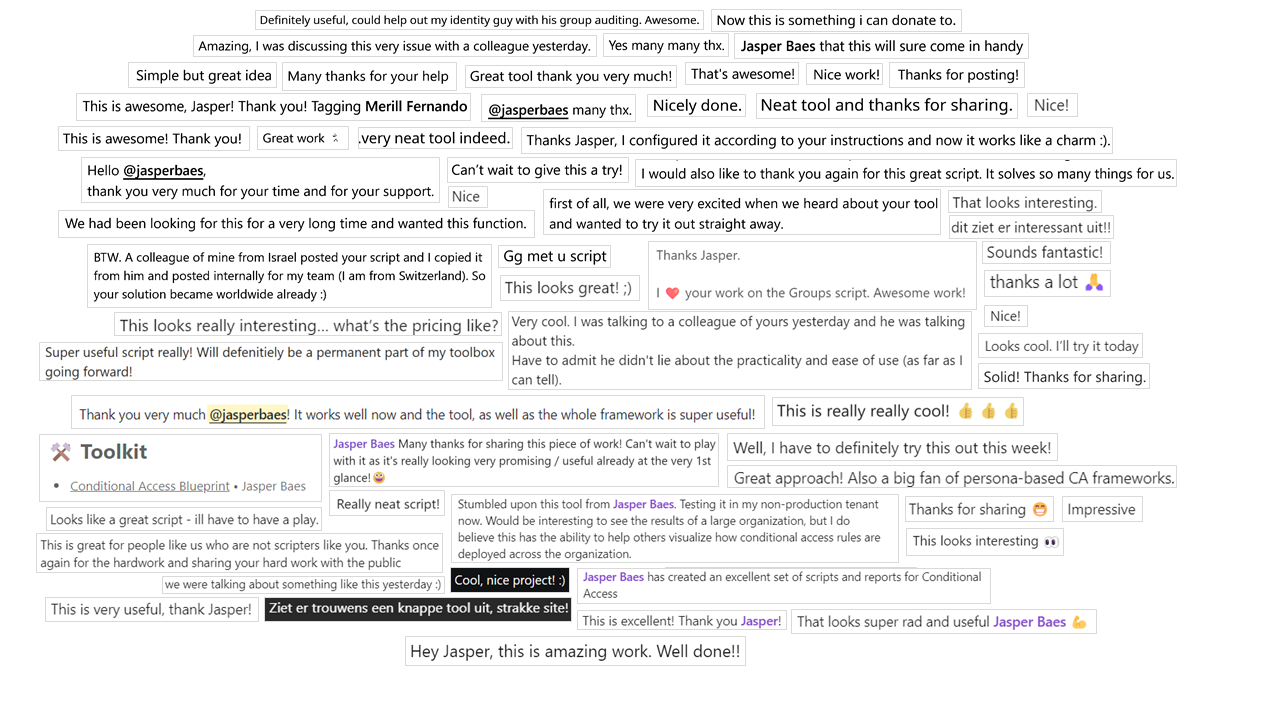 Definitely useful, could help out my identity guy with his group auditing. Awesome.
Now this is something i can donate to.
Amazing, I was discussing this very issue with a colleague yesterday.
Yes many many thx.
Jasper Baes that this will sure come in handy
Simple but great idea
Many thanks for your help
Great tool thank you very much!
That's awesome!
Nice work!
Thanks for posting!
This is awesome, Jasper! Thank you! Tagging Merill Fernando
@jasperbaes many thx.
Nicely done.
Neat tool and thanks for sharing.
Nice!
This is awesome! Thank you!
Great work
.very neat tool indeed.
Thanks Jasper, I configured it according to your instructions and now it works like a charm :).
Hello @jasperbaes,
thank you very much for your time and for your support.
Can't wait to give this a try!
I would also like to thank you again for this great script. It solves so many things for us.
Nice
We had been looking for this for a very long time and wanted this function.
first of all, we were very excited when we heard about your tool
and wanted to try it out straight away.
That looks interesting.
dit ziet er interessant uit!!
BTW. A colleague of mine from Israel posted your script and I copied it
from him and posted internally for my team (I am from Switzerland). So
your solution became worldwide already :)
Gg met u script
This looks great! ;)
Thanks Jasper.
I ❤️ your work on the Groups script. Awesome work!
Sounds fantastic!
thanks a lot 🙏
This looks really interesting... what's the pricing like?
Very cool. I was talking to a colleague of yours yesterday and he was talking
about this.
Have to admit he didn't lie about the practicality and ease of use (as far as I
can tell).
Nice!
Looks cool. I'll try it today
Super useful script really! Will defenitiely be a permanent part of my toolbox
going forward!
Solid! Thanks for sharing.
Thank you very much @jasperbaes! It works well now and the tool, as well as the whole framework is super useful!
This is really really cool! 👍 👍 👍
🛠️ Toolkit
• Conditional Access Blueprint • Jasper Baes
Jasper Baes Many thanks for sharing this piece of work! Can't wait to play
with it as it's really looking very promising / useful already at the very 1st
glance! 😀
Well, I have to definitely try this out this week!
Great approach! Also a big fan of persona-based CA frameworks.
Really neat script!
Looks like a great script - ill have to have a play.
Stumbled upon this tool from Jasper Baes. Testing it in my non-production tenant
now. Would be interesting to see the results of a large organization, but I do
believe this has the ability to help others visualize how conditional access rules are
deployed across the organization.
Thanks for sharing 😁
Impressive
This looks interesting 👀
This is great for people like us who are not scripters like you. Thanks once
again for the hardwork and sharing your hard work with the public
we were talking about something like this yesterday :)
Cool, nice project! :)
Jasper Baes has created an excellent set of scripts and reports for Conditional
Access
This is very useful, thank Jasper!
Ziet er trouwens een knappe tool uit, strakke site!
This is excellent! Thank you Jasper!
That looks super rad and useful Jasper Baes 💪
Hey Jasper, this is amazing work. Well done!!